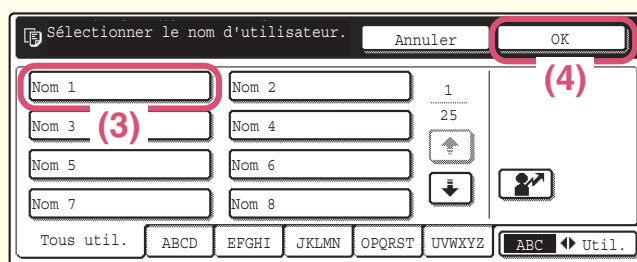 Sélectionner le nom d'utilisateur. Annuler OK
(4)
Nom 1 Nom 2 1
(3) 25
Nom 3 Nom 4
Nom 5 Nom 6
Nom 7 Nom 8
Tous util. ABCD EFGHI JKLMN OPQRST UVWXYZ ABC Util.